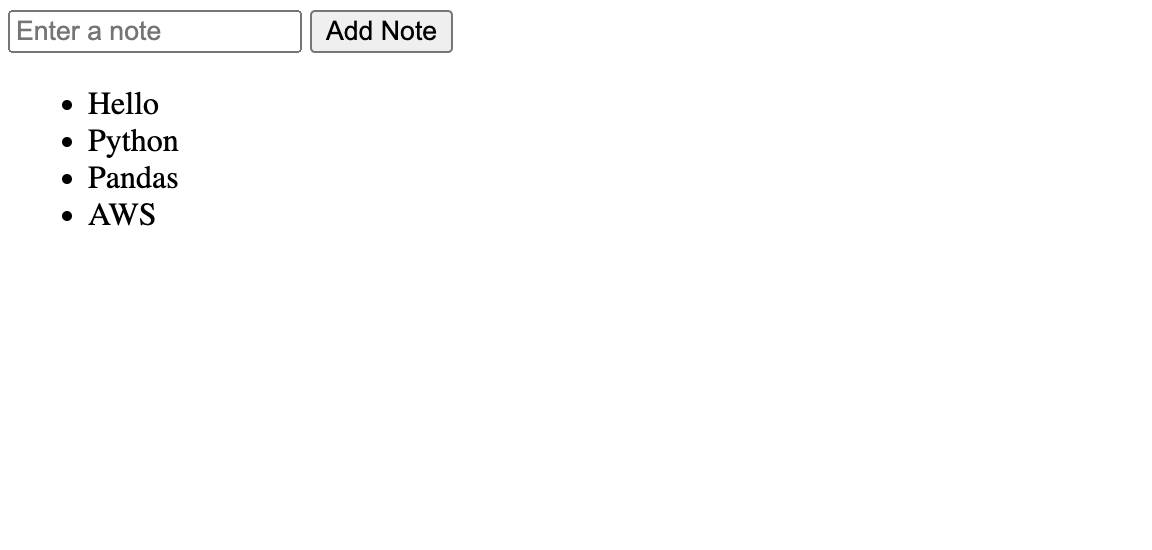 Enter a note Add Note
Hello
Python
Pandas
AWS